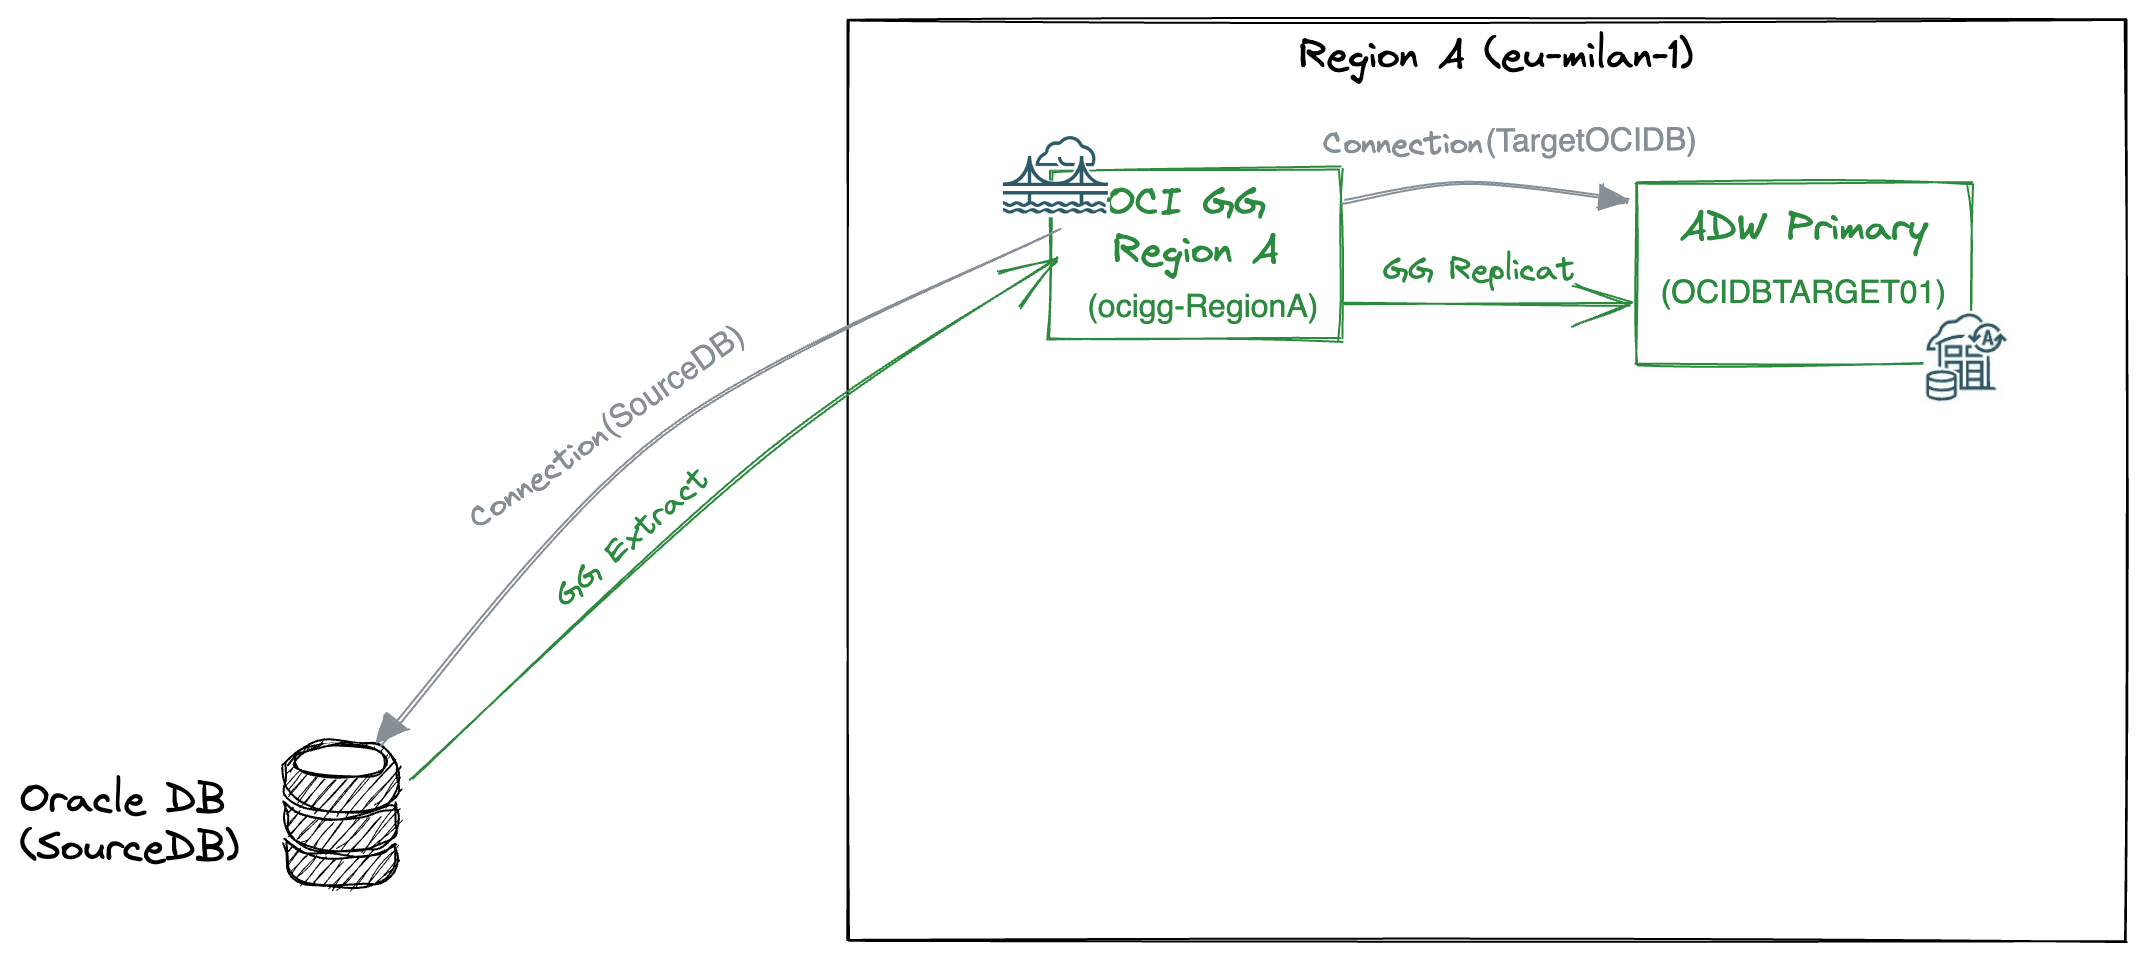 Region A (eu-milan-1)
Connection(TargetOCIDB)
OCI GG
Region A
(ocigg-RegionA)
GG Replicat
ADW Primary
(OCIDBTARGET01)
A
Connection(SourceDB)
GG Extract
Oracle DB
(SourceDB)